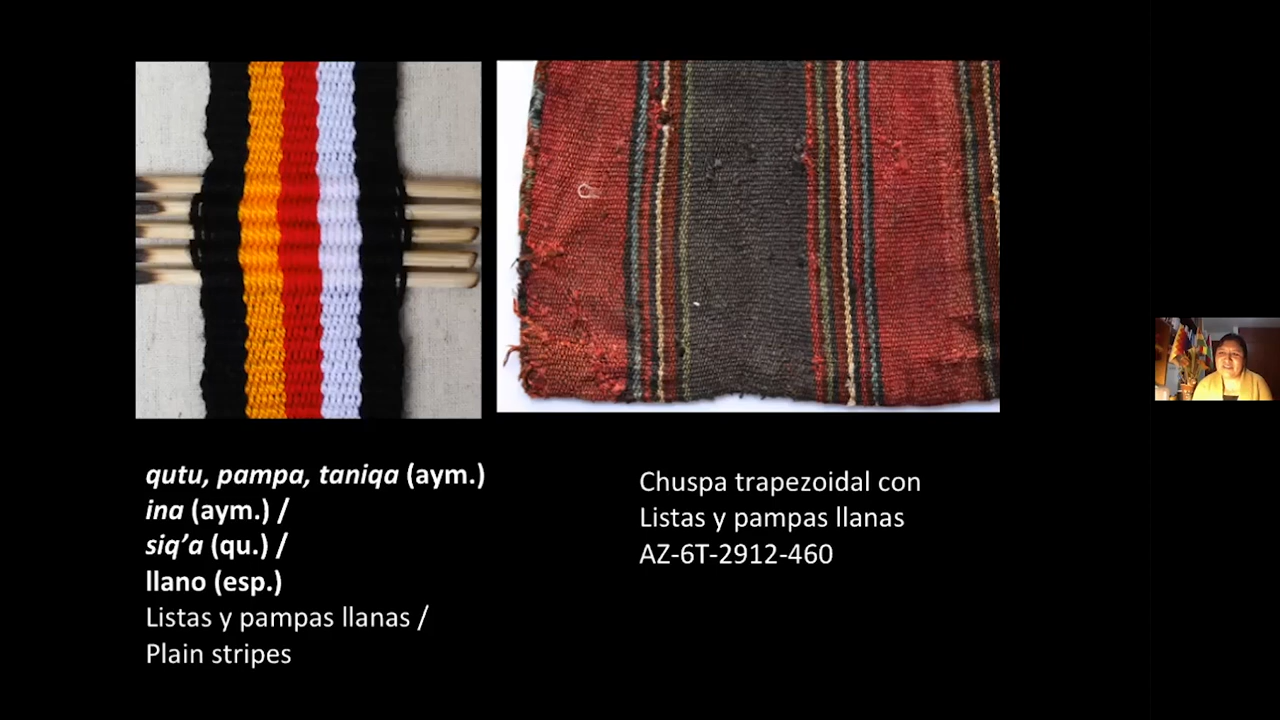 qutu, pampa, taniqa (aym.)
ina (aym.) /
siq’a (qu.) /
llano (esp.)
Listas y pampas llanas /
Plain stripes
Chuspa trapezoidal con
Listas y pampas llanas
AZ-6T-2912-460